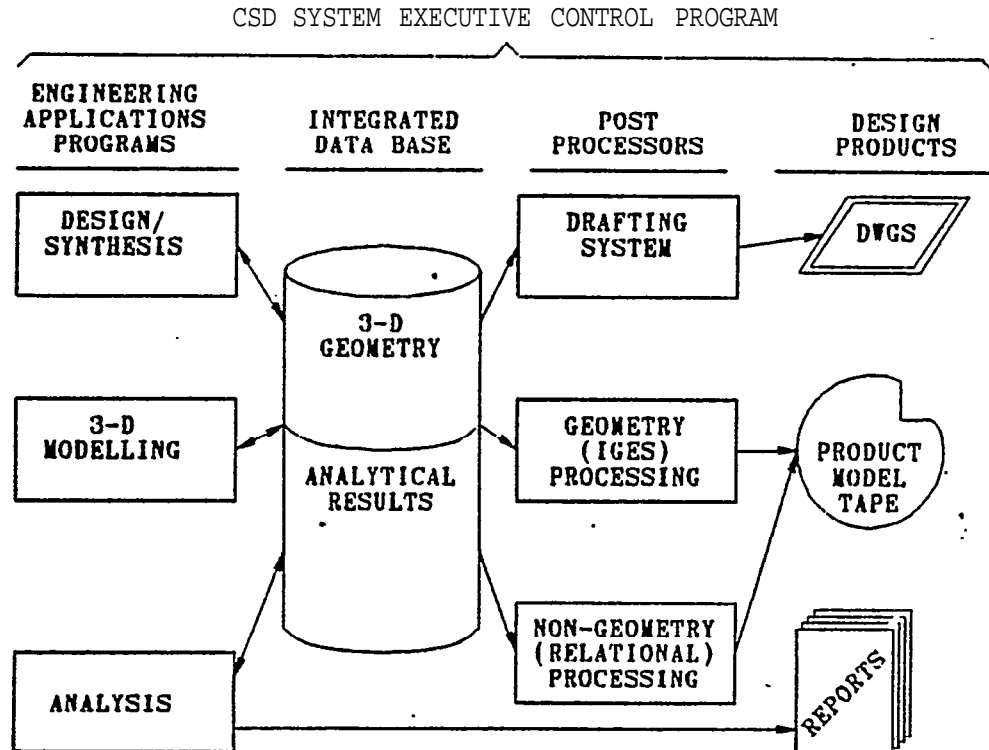 CSD SYSTEM EXECUTIVE CONTROL PROGRAM
ENGINEERING
APPLICATIONS
PROGRAMS
INTEGRATED
DATA BASE
POST
PROCESSORS
DESIGN
PRODUCTS
DESIGN/
SYNTHESIS
3-D
GEOMETRY
DRAFTING
SYSTEM
DWGS
3-D
MODELLING
ANALYTICAL
RESULTS
GEOMETRY
(IGES)
PROCESSING
PRODUCT
MODEL
TAPE
ANALYSIS
NON-GEOMETRY
(RELATIONAL)
PROCESSING
REPORTS